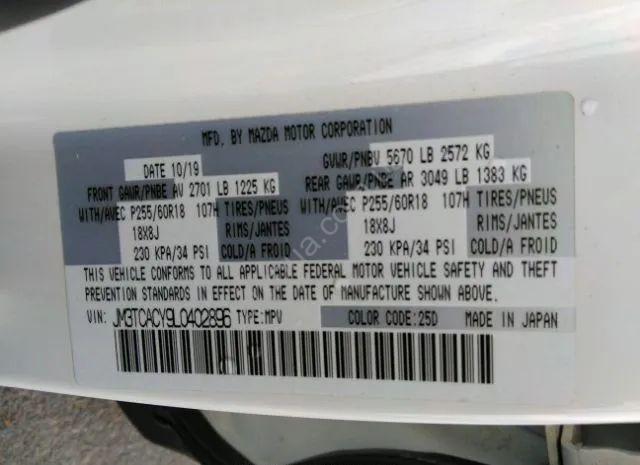 MFD. BY MAZDA MOTOR CORPORATION
DATE 10/19 GVWR/PNBV 5670 LB 2572 KG
FRONT GAWR/PNBE AV 2701 LB 1225 KG REAR GAWR/PNBE AR 3049 LB 1383 KG
WITH/AVEC P255/60R18 107H TIRES/PNEUS WITH/AVEC P255/60R18 107H TIRES/PNEUS
18X8J RIMS/JANTES 18X8J RIMS/JANTES
230 KPA/34 PSI COLD/A FROID 230 KPA/34 PSI COLD/A FROID
THIS VEHICLE CONFORMS TO ALL APPLICABLE FEDERAL MOTOR VEHICLE SAFETY AND THEFT
PREVENTION STANDARDS IN EFFECT ON THE DATE OF MANUFACTURE SHOWN ABOVE.
VIN: JM3TCACY9L0402896 TYPE:MPV COLOR CODE:25D MADE IN JAPAN